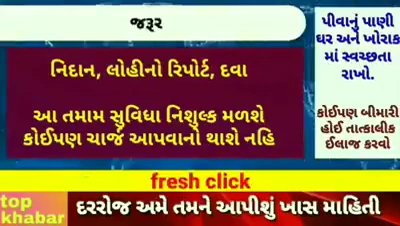 જરૂર
નિદાન, લોહીનો રિપોર્ટ, દવા
આ તમામ સુવિધા નિશુલ્ક મળશે
કોઈપણ ચાર્જ આપવાનો થાશે નહિ
પીવાનું પાણી
ઘર અને ખોરાક
માં સ્વચ્છતા
રાખો.
કોઈપણ બીમારી
હોઈ તાત્કાલીક
ઈલાજ કરવો
fresh click
top
khabar
દરરોજ અમે તમને આપીશું ખાસ માહિતી